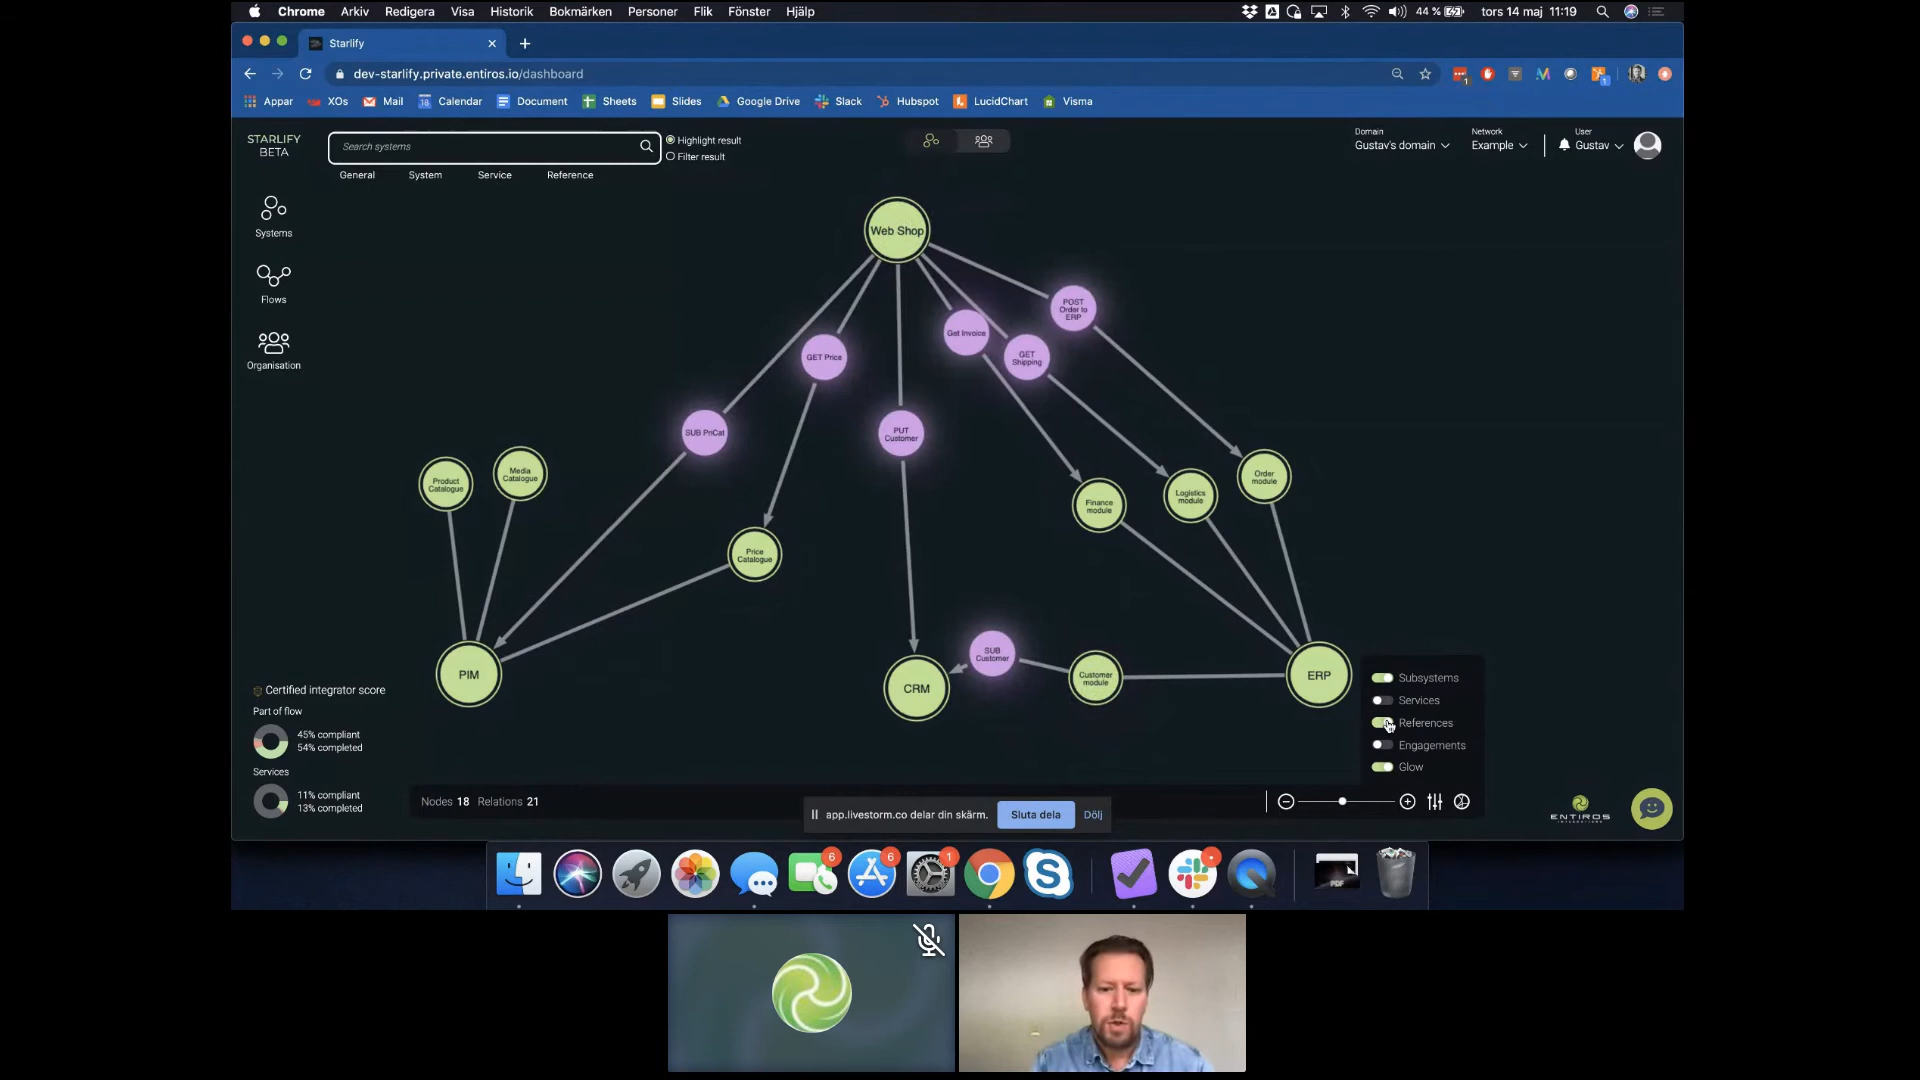 Chrome Arkiv Redigera Visa Historik Bokmärken Personer Flik Fönster Hjälp
44 % tors 14 maj 11:19
Starlify
dev-starlify.private.entiros.io/dashboard
Appar XOs Mail Calendar Document Sheets Slides Google Drive Slack Hubspot LucidChart Visma
STARLIFY
BETA
Search systems
Highlight result
Filter result
General System Service Reference
Domain
Gustav's domain
Network
Example
User
Gustav
Systems
Flows
Organisation
Web Shop
POST
Order to
ERP
Get Invoice
GET Price
GET
Shipping
SUB PriCat
PUT
Customer
Product
Catalogue
Media
Catalogue
Finance
module
Logistics
module
Order
module
Price
Catalogue
PIM
CRM
SUB
Customer
Customer
module
ERP
Subsystems
Services
References
Engagements
Glow
Certified integrator score
Part of flow
45% compliant
54% completed
Services
11% compliant
13% completed
Nodes 18 Relations 21
app.livestorm.co delar din skärm. Sluta dela Dölj
ENTIROS
6
6
1
PDF